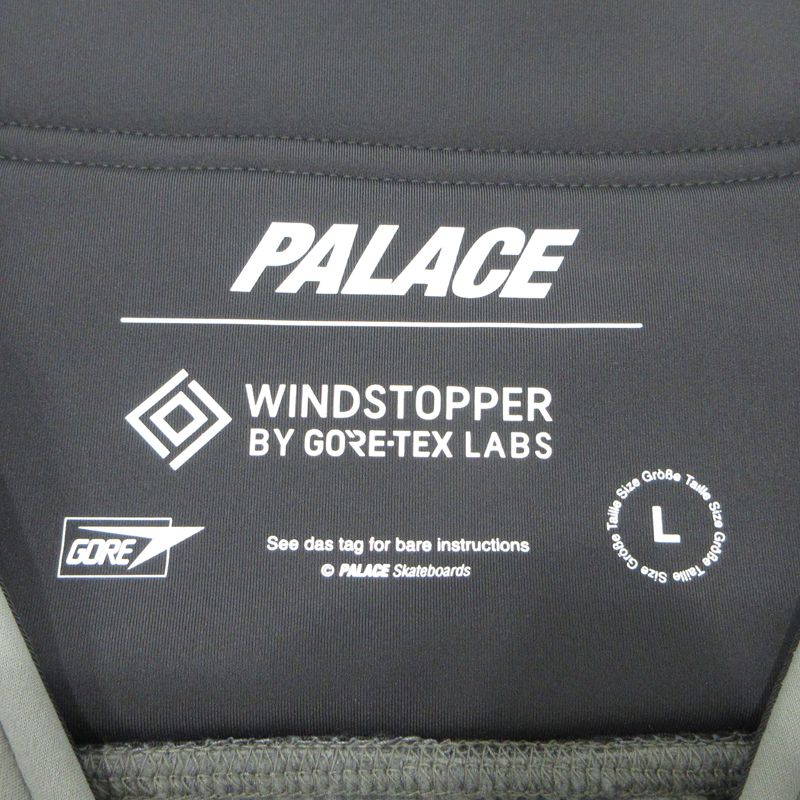 PALACE
WINDSTOPPER
BY GORE-TEX LABS
GORE
See das tag for bare instructions
© PALACE Skateboards
Size Größe Taille Size Größe Taille Size Größe Taille
L